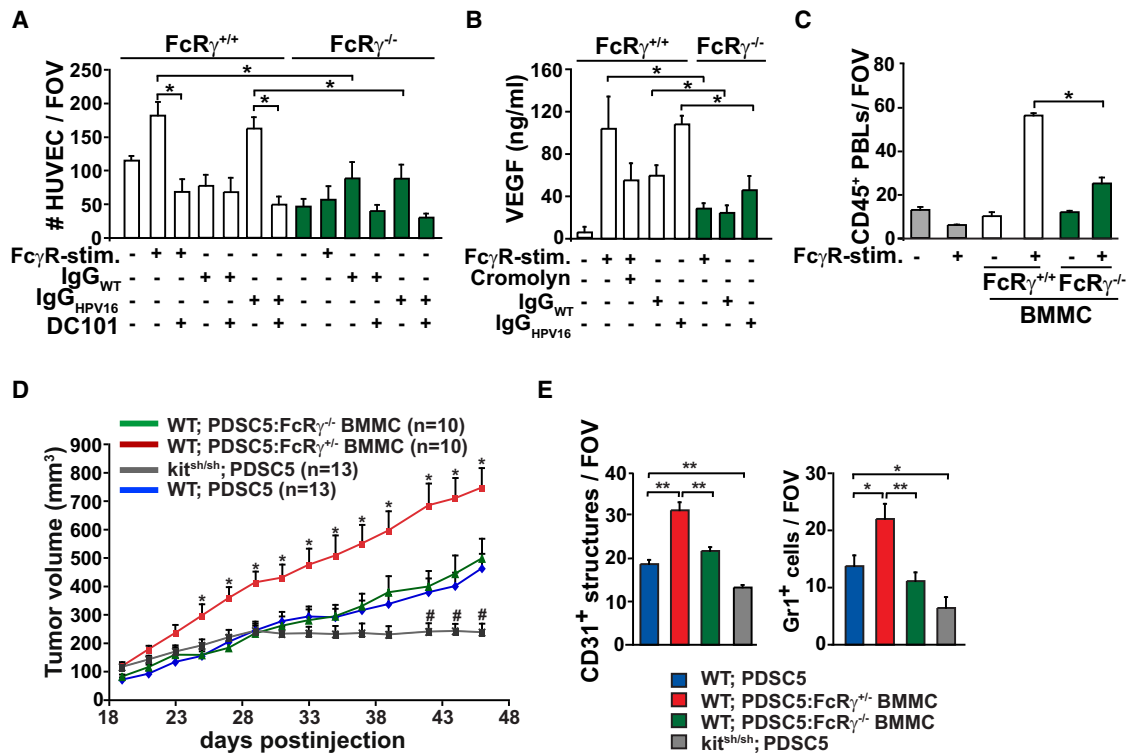 A
FcRγ+/+ FcRγ-/-
# HUVEC / FOV
250
200
150
100
50
0
* * * *
FcγR-stim. - + + - - - - - + - - - -
IgGWT - - - + + - - - - + + - -
IgGHPV16 - - - - - + + - - - - + +
DC101 - - + - + - + - - - + - +
B
FcRγ+/+ FcRγ-/-
VEGF (ng/ml)
160
120
80
40
0
* * *
FcγR-stim. - + + - - + - -
Cromolyn - - + - - - - -
IgGWT - - - + - - + -
IgGHPV16 - - - - + - - +
C
CD45+ PBLs/ FOV
80
60
40
20
0
*
FcγR-stim. - + - + - +
FcRγ+/+ FcRγ-/-
BMMC
D
WT; PDSC5:FcRγ-/- BMMC (n=10)
WT; PDSC5:FcRγ+/- BMMC (n=10)
kitsh/sh; PDSC5 (n=13)
WT; PDSC5 (n=13)
Tumor volume (mm3)
900
800
700
600
500
400
300
200
100
0
* * * * * * * * * *
# # #
18 23 28 33 38 43 48
days postinjection
E
CD31+ structures / FOV
40
30
20
10
0
**
** **
Gr1+ cells / FOV
30
20
10
0
*
* **
WT; PDSC5
WT; PDSC5:FcRγ+/- BMMC
WT; PDSC5:FcRγ-/- BMMC
kitsh/sh; PDSC5